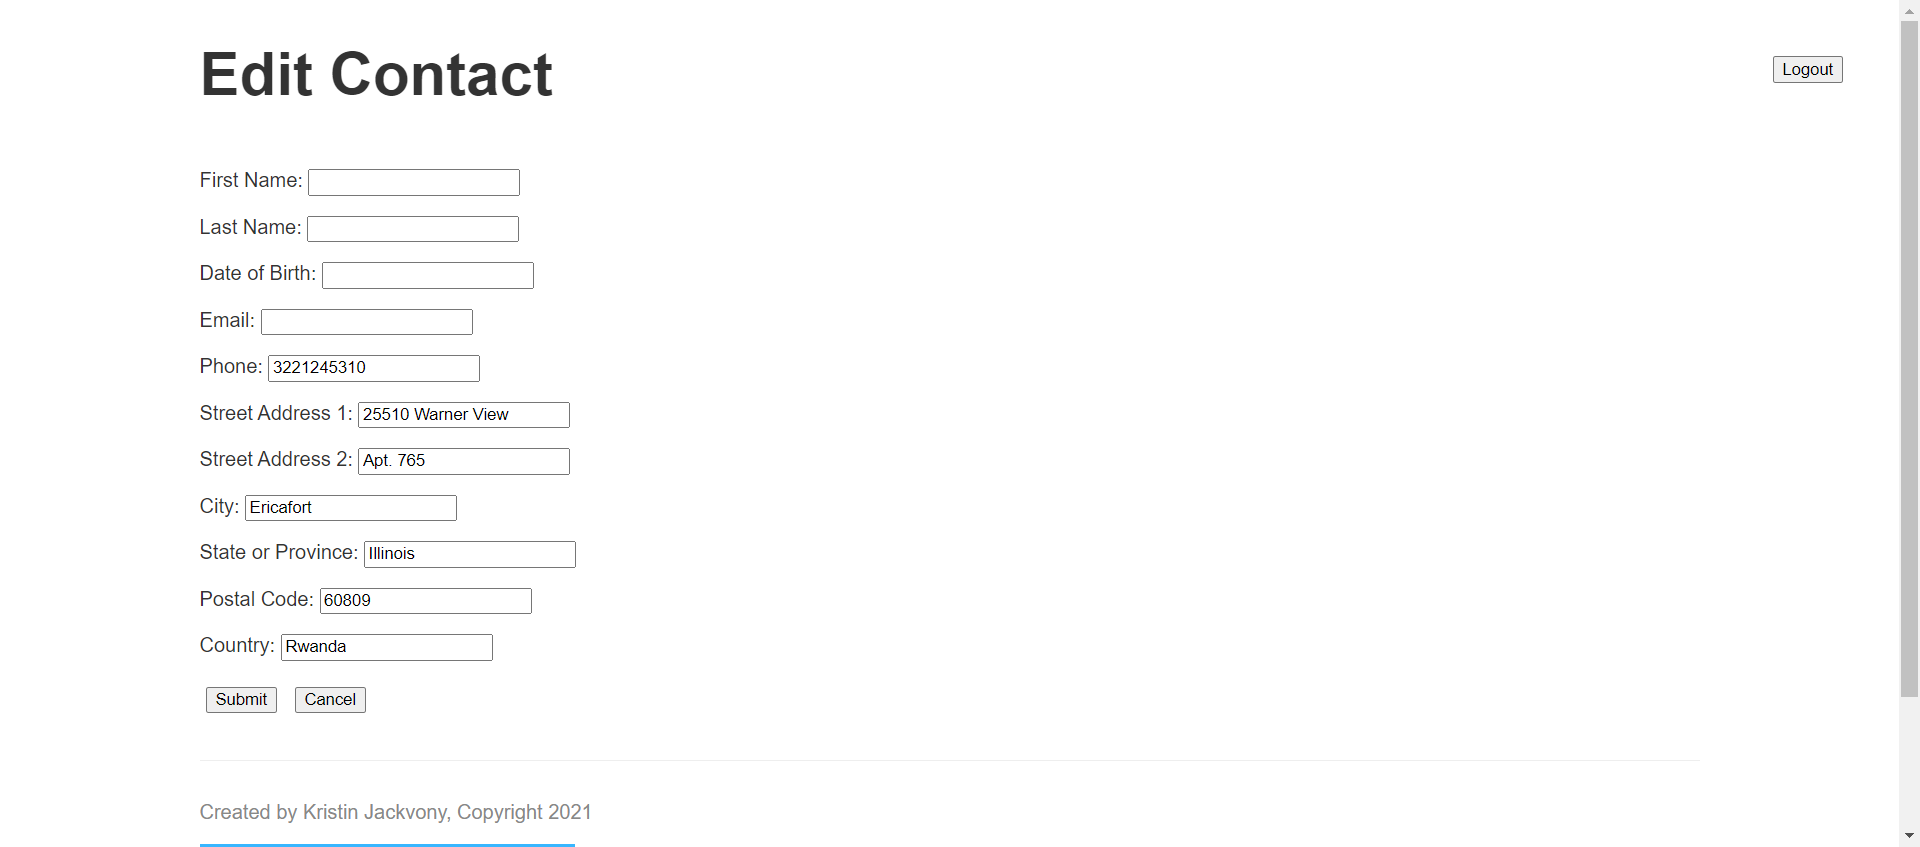 Edit Contact
Logout
First Name:
Last Name:
Date of Birth:
Email:
Phone: 3221245310
Street Address 1: 25510 Warner View
Street Address 2: Apt. 765
City: Ericafort
State or Province: Illinois
Postal Code: 60809
Country: Rwanda
Submit Cancel
Created by Kristin Jackvony, Copyright 2021